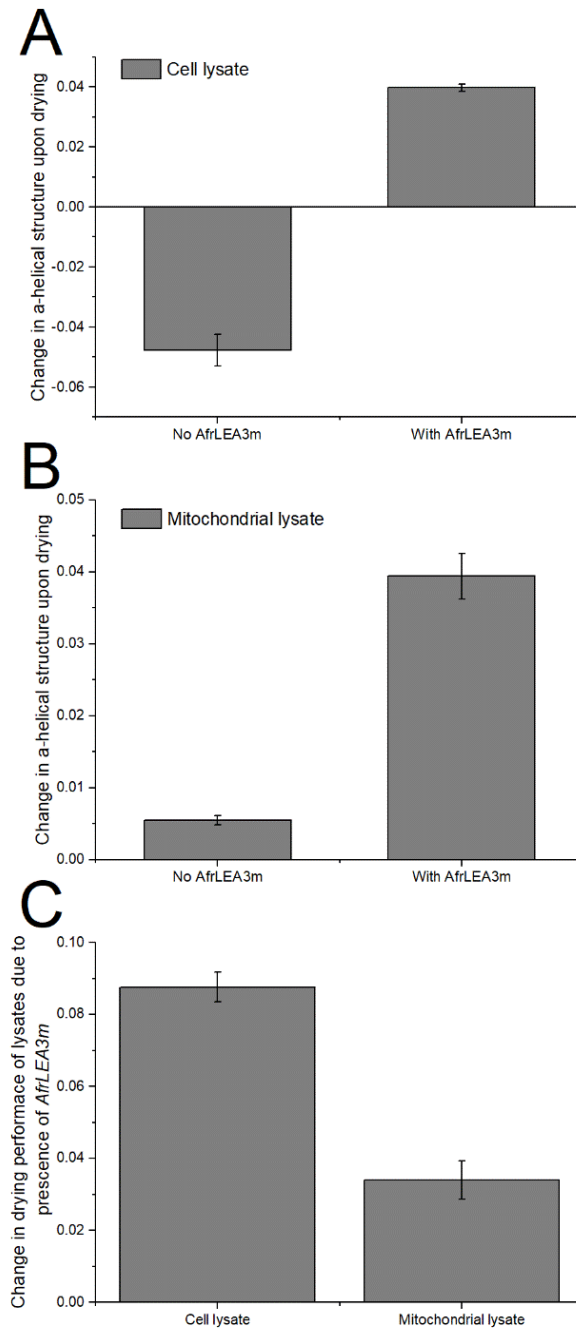 A
Cell lysate
Change in a-helical structure upon drying
0.04
0.02
0.00
-0.02
-0.04
-0.06
No AfrLEA3m
With AfrLEA3m
B
Mitochondrial lysate
Change in a-helical structure upon drying
0.05
0.04
0.03
0.02
0.01
0.00
No AfrLEA3m
With AfrLEA3m
C
Change in drying performace of lysates due to
prescence of AfrLEA3m
0.10
0.08
0.06
0.04
0.02
0.00
Cell lysate
Mitochondrial lysate